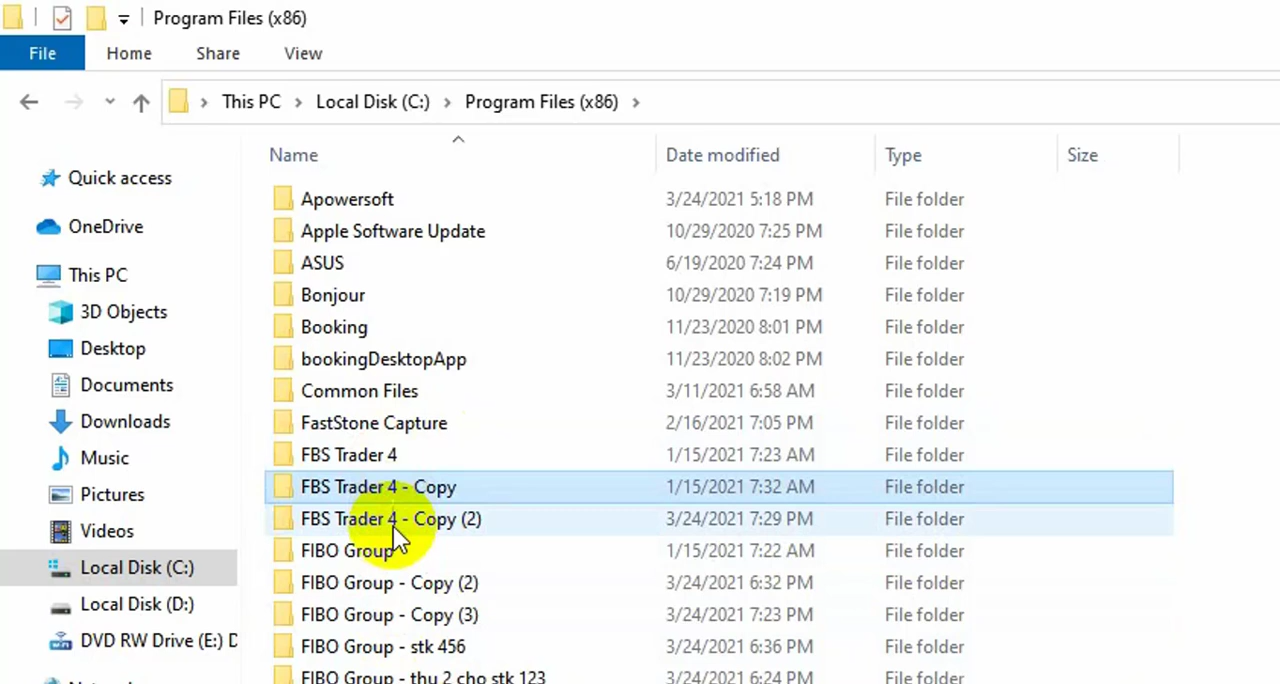 Program Files (x86)
File Home Share View
This PC Local Disk (C:) Program Files (x86)
Name Date modified Type Size
Quick access
OneDrive
This PC
3D Objects
Desktop
Documents
Downloads
Music
Pictures
Videos
Local Disk (C:)
Local Disk (D:)
DVD RW Drive (E:) D
Apowersoft 3/24/2021 5:18 PM File folder
Apple Software Update 10/29/2020 7:25 PM File folder
ASUS 6/19/2020 7:24 PM File folder
Bonjour 10/29/2020 7:19 PM File folder
Booking 11/23/2020 8:01 PM File folder
bookingDesktopApp 11/23/2020 8:02 PM File folder
Common Files 3/11/2021 6:58 AM File folder
FastStone Capture 2/16/2021 7:05 PM File folder
FBS Trader 4 1/15/2021 7:23 AM File folder
FBS Trader 4 - Copy 1/15/2021 7:32 AM File folder
FBS Trader 4 - Copy (2) 3/24/2021 7:29 PM File folder
FIBO Group 1/15/2021 7:22 AM File folder
FIBO Group - Copy (2) 3/24/2021 6:32 PM File folder
FIBO Group - Copy (3) 3/24/2021 7:23 PM File folder
FIBO Group - stk 456 3/24/2021 6:36 PM File folder
FIBO Group - thu 2 cho stk 123 3/24/2021 6:24 PM File folder